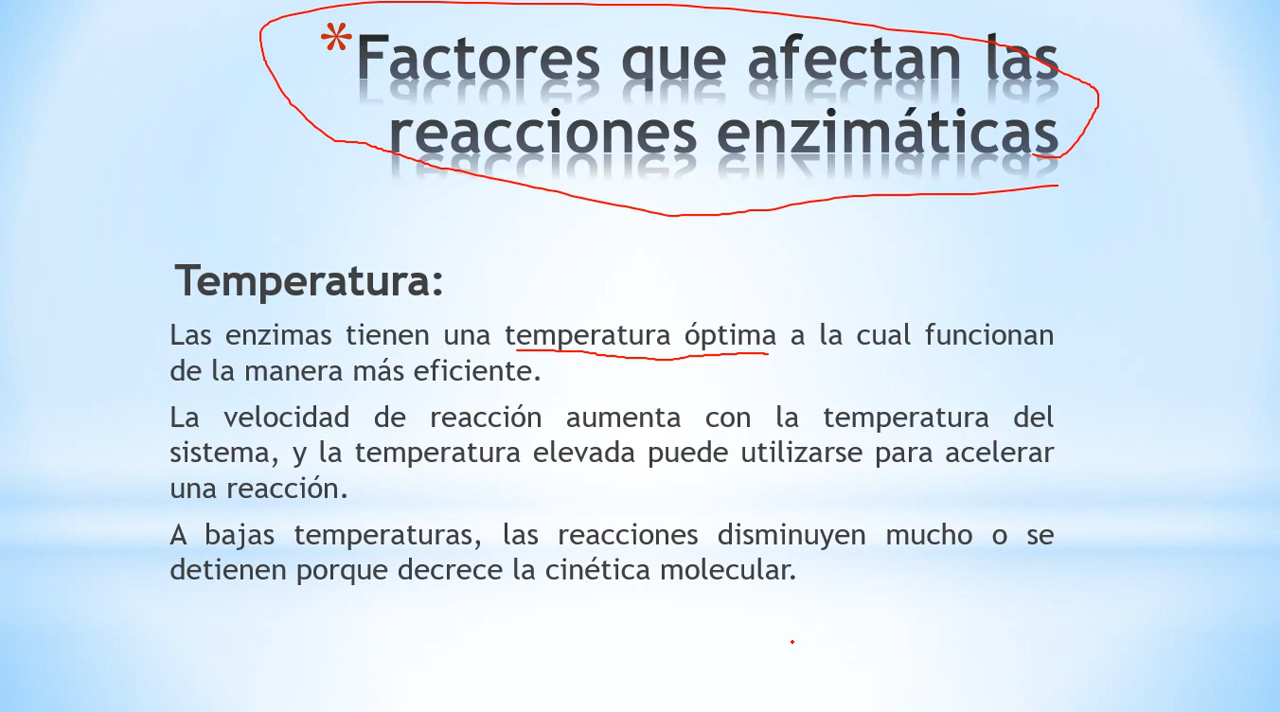 *Factores que afectan las
reacciones enzimáticas
Temperatura:
Las enzimas tienen una temperatura óptima a la cual funcionan
de la manera más eficiente.
La velocidad de reacción aumenta con la temperatura del
sistema, y la temperatura elevada puede utilizarse para acelerar
una reacción.
A bajas temperaturas, las reacciones disminuyen mucho o se
detienen porque decrece la cinética molecular.